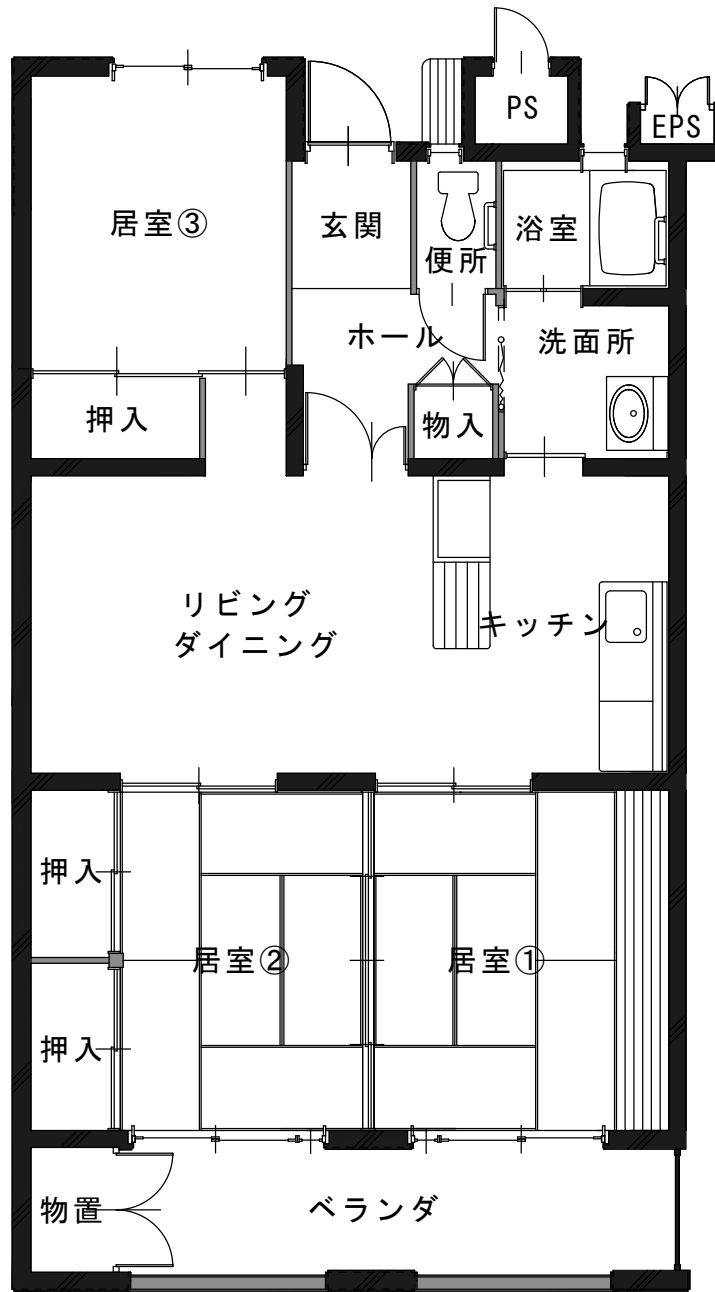 PS
EPS
居室③
玄関
便所
浴室
ホール
洗面所
押入
物入
リビング
ダイニング
キッチン
押入
居室②
居室①
押入
物置
ベランダ